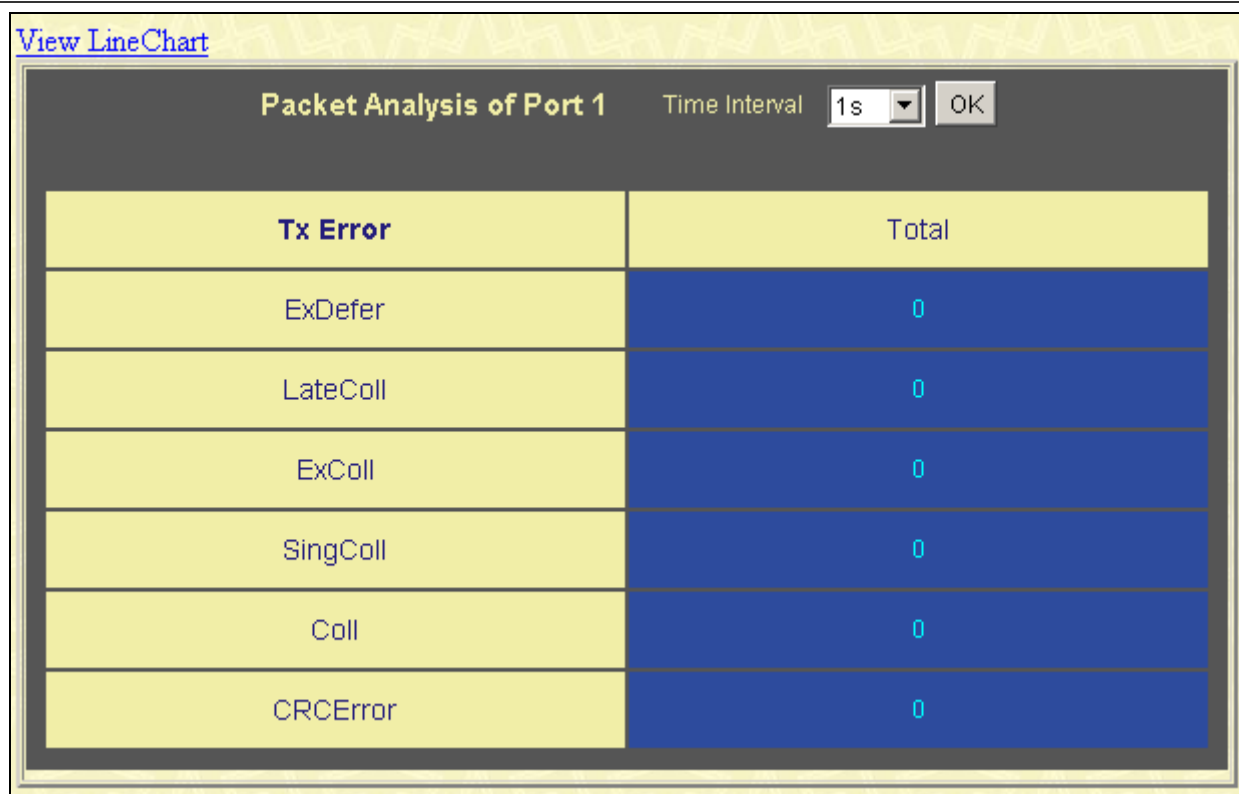 View LineChart
Packet Analysis of Port 1 Time Interval 1s OK
Tx Error Total
ExDefer 0
LateColl 0
ExColl 0
SingColl 0
Coll 0
CRCError 0